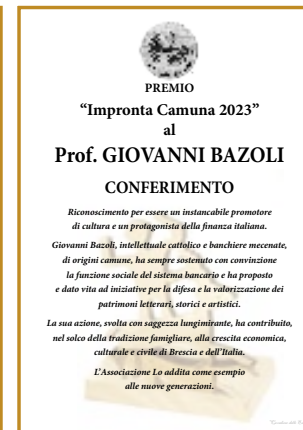 PREMIO
“Impronta Camuna 2023”
al
Prof. GIOVANNI BAZOLI
CONFERIMENTO
Riconoscimento per essere un instancabile promotore
di cultura e un protagonista della finanza italiana.
Giovanni Bazoli, intellettuale cattolico e banchiere mecenate,
di origini camune, ha sempre sostenuto con convinzione
la funzione sociale del sistema bancario e ha proposto
e dato vita ad iniziative per la difesa e la valorizzazione dei
patrimoni letterari, storici e artistici.
La sua azione, svolta con saggezza lungimirante, ha contribuito,
nel solco della tradizione famigliare, alla crescita economica,
culturale e civile di Brescia e dell’Italia.
L’Associazione Lo addita come esempio
alle nuove generazioni.